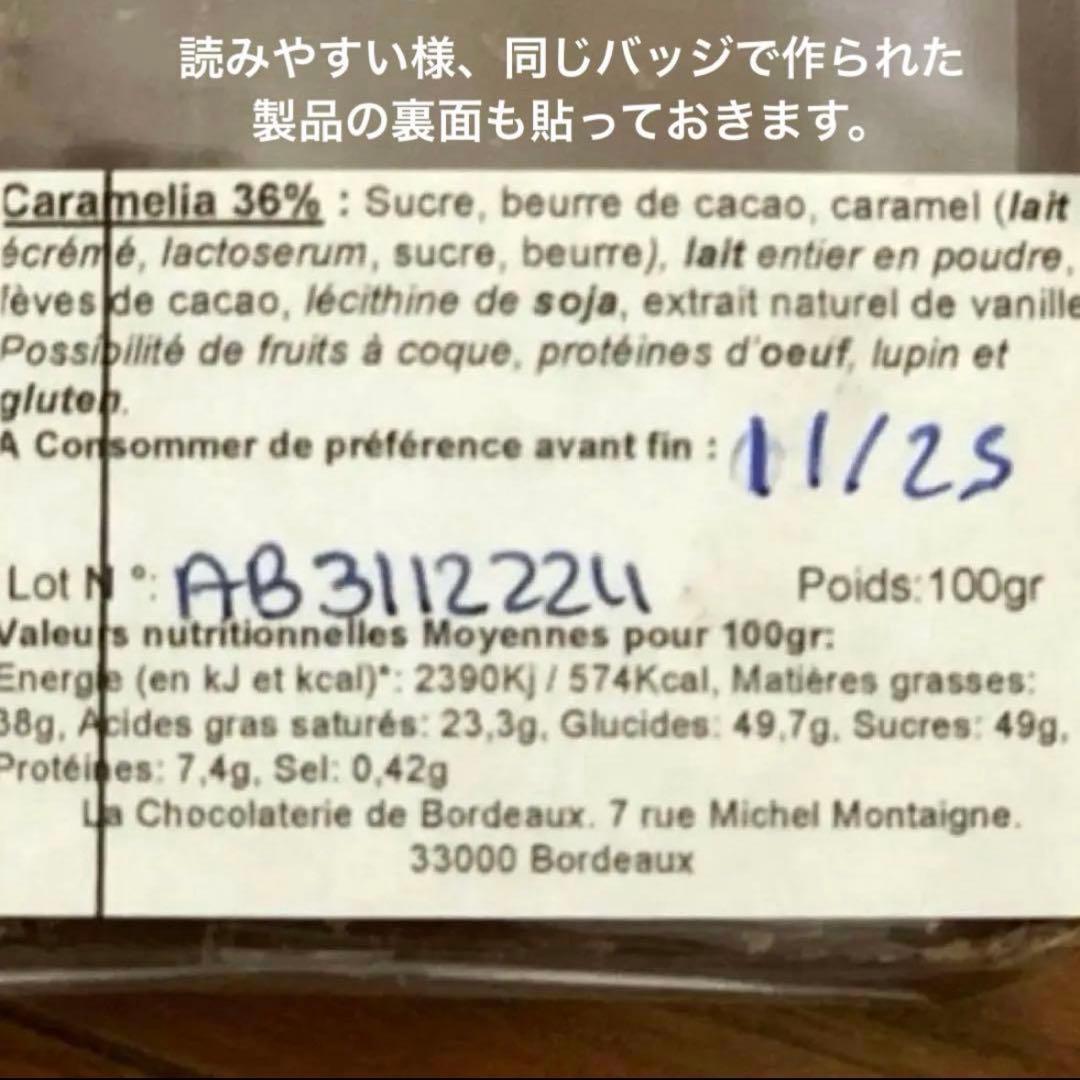 読みやすい様、同じバッジで作られた
製品の裏面も貼っておきます。
Caramelia 36% : Sucre, beurre de cacao, caramel (lait
écrémé, lactoserum, sucre, beurre), lait entier en poudre,
fèves de cacao, lécithine de soja, extrait naturel de vanille
Possibilité de fruits à coque, protéines d'oeuf, lupin et
gluten.
A Consommer de préférence avant fin : 11/25
Lot N °: AB3112224 Poids:100gr
Valeurs nutritionnelles Moyennes pour 100gr:
Energie (en kJ et kcal)*: 2390Kj / 574Kcal, Matières grasses:
38g, Acides gras saturés: 23,3g, Glucides: 49,7g, Sucres: 49g,
Protéines: 7,4g, Sel: 0,42g
La Chocolaterie de Bordeaux. 7 rue Michel Montaigne.
33000 Bordeaux